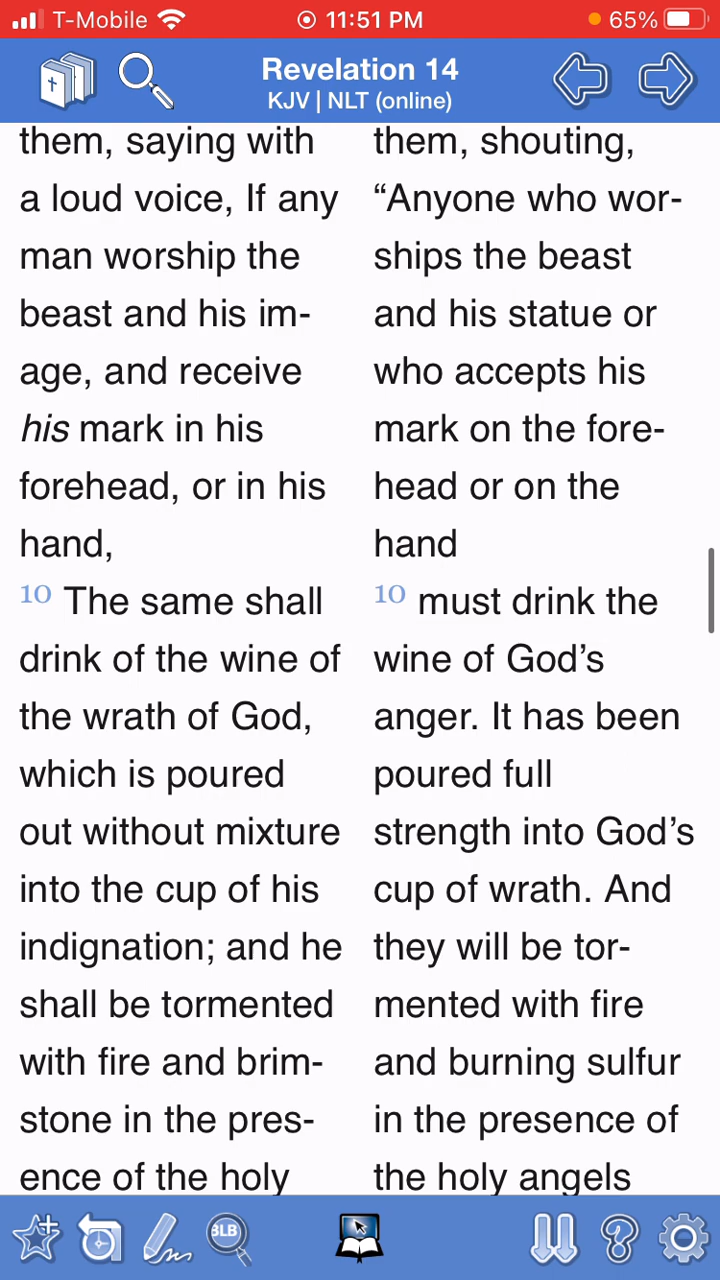 T-Mobile 11:51 PM 65%
Revelation 14
KJV | NLT (online)
them, saying with
a loud voice, If any
man worship the
beast and his im-
age, and receive
his mark in his
forehead, or in his
hand,
10 The same shall
drink of the wine of
the wrath of God,
which is poured
out without mixture
into the cup of his
indignation; and he
shall be tormented
with fire and brim-
stone in the pres-
ence of the holy
them, shouting,
“Anyone who wor-
ships the beast
and his statue or
who accepts his
mark on the fore-
head or on the
hand
10 must drink the
wine of God’s
anger. It has been
poured full
strength into God’s
cup of wrath. And
they will be tor-
mented with fire
and burning sulfur
in the presence of
the holy angels
BLB